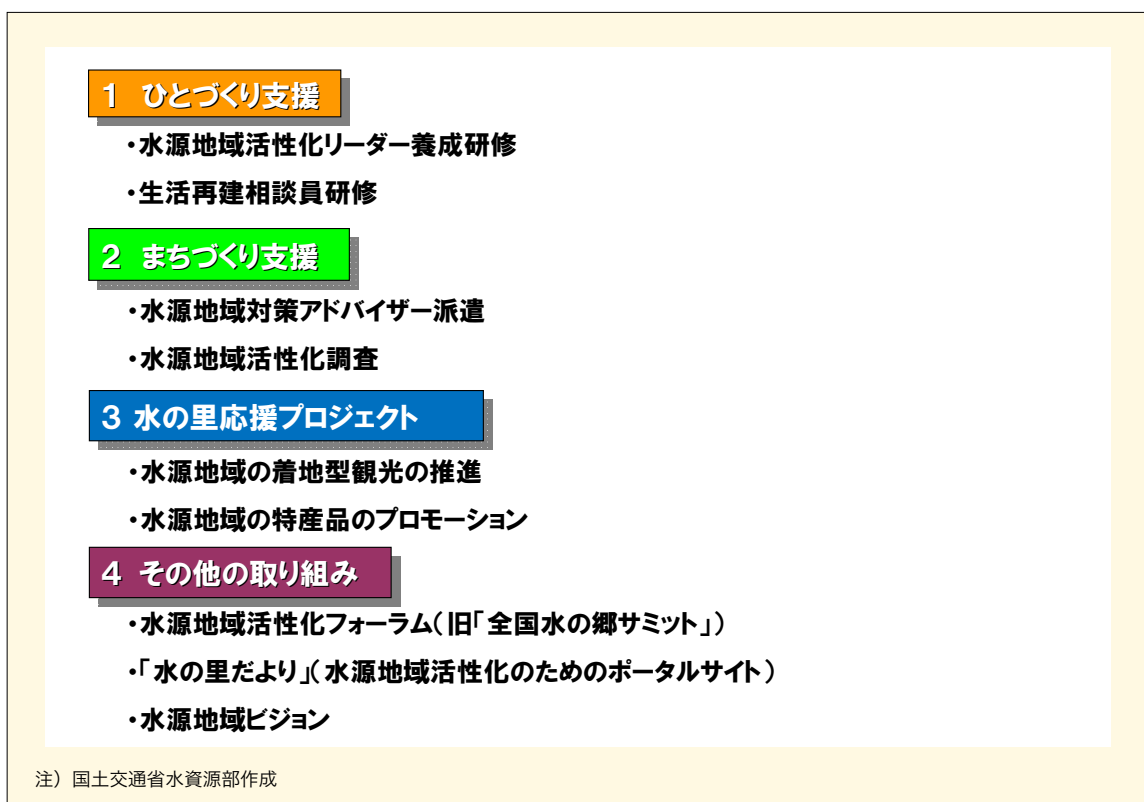 1 ひとづくり支援
・水源地域活性化リーダー養成研修
・生活再建相談員研修
2 まちづくり支援
・水源地域対策アドバイザー派遣
・水源地域活性化調査
3 水の里応援プロジェクト
・水源地域の着地型観光の推進
・水源地域の特産品のプロモーション
4 その他の取り組み
・水源地域活性化フォーラム(旧「全国水の郷サミット」)
・「水の里だより」(水源地域活性化のためのポータルサイト)
・水源地域ビジョン
注）国土交通省水資源部作成